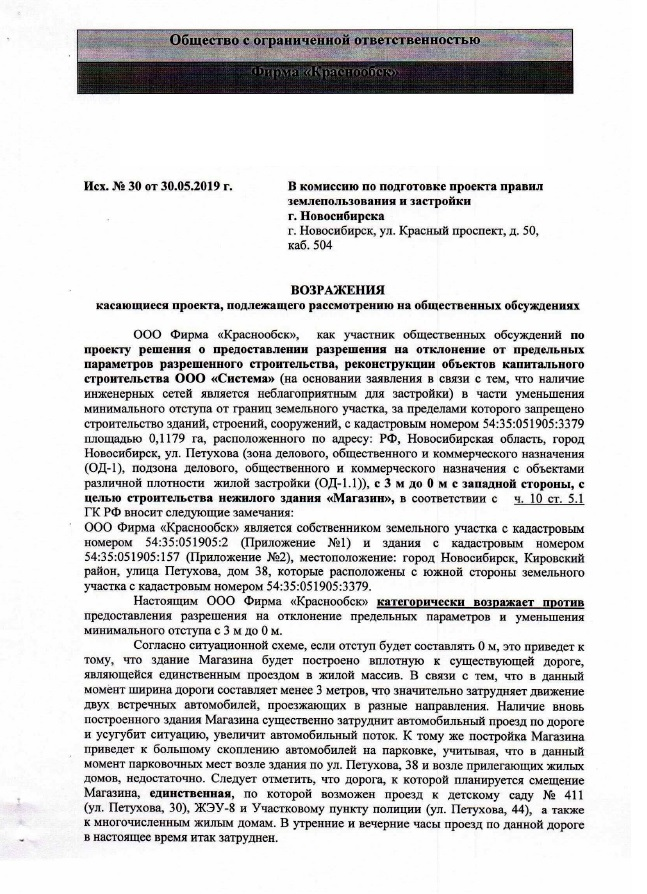 Общество с ограниченной ответственностью
Фирма «Краснообск»
Исх. № 30 от 30.05.2019 г.
В комиссию по подготовке проекта правил
землепользования и застройки
г. Новосибирска
г. Новосибирск, ул. Красный проспект, д. 50,
каб. 504
ВОЗРАЖЕНИЯ
касающиеся проекта, подлежащего рассмотрению на общественных обсуждениях
ООО Фирма «Краснообск», как участник общественных обсуждений по
проекту решения о предоставлении разрешения на отклонение от предельных
параметров разрешенного строительства, реконструкции объектов капитального
строительства ООО «Система» (на основании заявления в связи с тем, что наличие
инженерных сетей является неблагоприятным для застройки) в части уменьшения
минимального отступа от границ земельного участка, за пределами которого запрещено
строительство зданий, строений, сооружений, с кадастровым номером 54:35:051905:3379
площадью 0,1179 га, расположенного по адресу: РФ, Новосибирская область, город
Новосибирск, ул. Петухова (зона делового, общественного и коммерческого назначения
(ОД-1), подзона делового, общественного и коммерческого назначения с объектами
различной плотности жилой застройки (ОД-1.1)), с 3 м до 0 м с западной стороны, с
целью строительства нежилого здания «Магазин», в соответствии с ч. 10 ст. 5.1
ГК РФ вносит следующие замечания:
ООО Фирма «Краснообск» является собственником земельного участка с кадастровым
номером 54:35:051905:2 (Приложение №1) и здания с кадастровым номером
54:35:051905:157 (Приложение №2), местоположение: город Новосибирск, Кировский
район, улица Петухова, дом 38, которые расположены с южной стороны земельного
участка с кадастровым номером 54:35:051905:3379.
Настоящим ООО Фирма «Краснообск» категорически возражает против
предоставления разрешения на отклонение предельных параметров и уменьшения
минимального отступа с 3 м до 0 м.
Согласно ситуационной схеме, если отступ будет составлять 0 м, это приведет к
тому, что здание Магазина будет построено вплотную к существующей дороге,
являющейся единственным проездом в жилой массив. В связи с тем, что в данный
момент ширина дороги составляет менее 3 метров, что значительно затрудняет движение
двух встречных автомобилей, проезжающих в разные направления. Наличие вновь
построенного здания Магазина существенно затруднит автомобильный проезд по дороге
и усугубит ситуацию, увеличит автомобильный поток. К тому же постройка Магазина
приведет к большому скоплению автомобилей на парковке, учитывая, что в данный
момент парковочных мест возле здания по ул. Петухова, 38 и возле прилегающих жилых
домов, недостаточно. Следует отметить, что дорога, к которой планируется смещение
Магазина, единственная, по которой возможен проезд к детскому саду № 411
(ул. Петухова, 30), ЖЭУ-8 и Участковому пункту полиции (ул. Петухова, 44), а также
к многочисленным жилым домам. В утренние и вечерние часы проезд по данной дороге
в настоящее время итак затруднен.